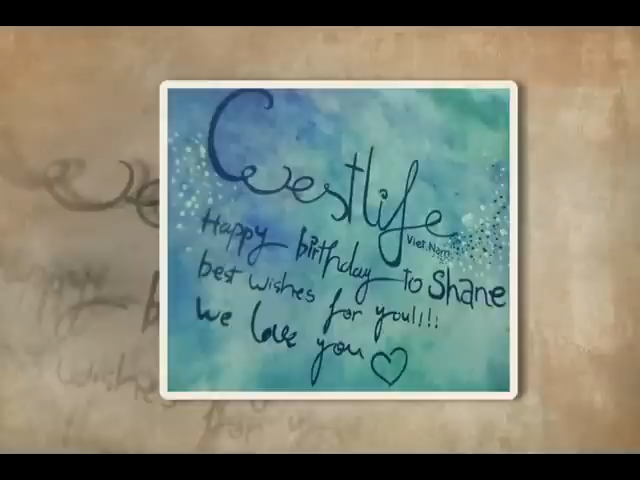 Westlife
Viet Nam
Happy birthday to Shane
best wishes for you!!!
we love you